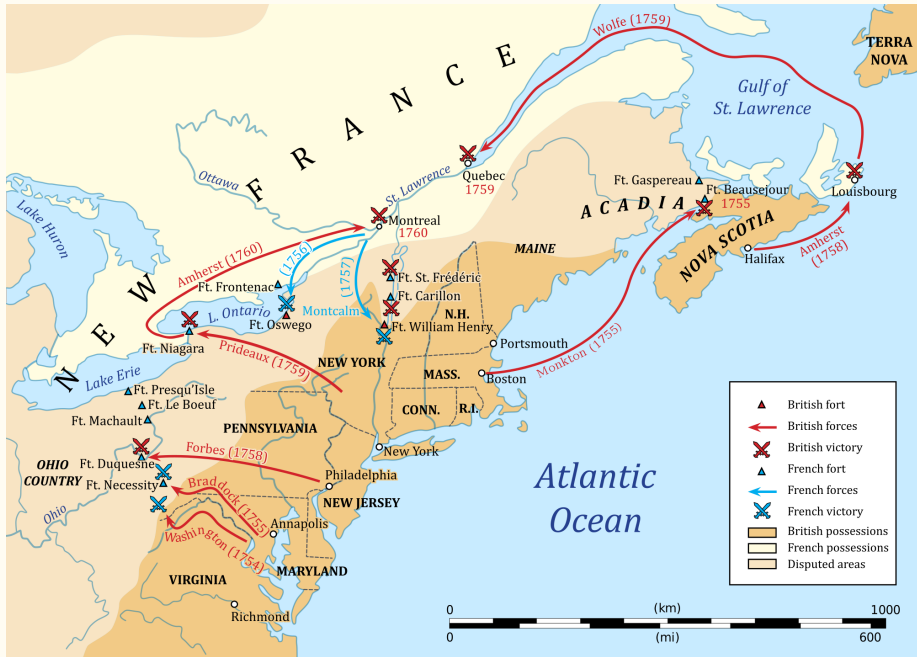 Wolfe (1759)
TERRA
NOVA
Gulf of
St. Lawrence
NEW FRANCE
Ottawa
St. Lawrence
Quebec
1759
Ft. Gaspereau
Ft. Beausejour
1755
Louisbourg
ACADIA
NOVA SCOTIA
Halifax
Amherst
(1758)
Lake Huron
Montreal
1760
Amherst (1760)
(1756)
(1757)
MAINE
Ft. Frontenac
Ft. St. Frédéric
Ft. Carillon
L. Ontario
Montcalm
Ft. Oswego
Ft. William Henry
N.H.
Ft. Niagara
Prideaux (1759)
Portsmouth
Monkton (1755)
NEW YORK
MASS.
Boston
Lake Erie
Ft. Presqu'Isle
Ft. Le Boeuf
Ft. Machault
CONN.
R.I.
PENNSYLVANIA
New York
Forbes (1758)
Ft. Duquesne
OHIO
COUNTRY
Ft. Necessity
Philadelphia
Braddock (1755)
NEW JERSEY
Ohio
Annapolis
Washington (1754)
MARYLAND
VIRGINIA
Richmond
Atlantic
Ocean
British fort
British forces
British victory
French fort
French forces
French victory
British possessions
French possessions
Disputed areas
0 (km) 1000
0 (mi) 600